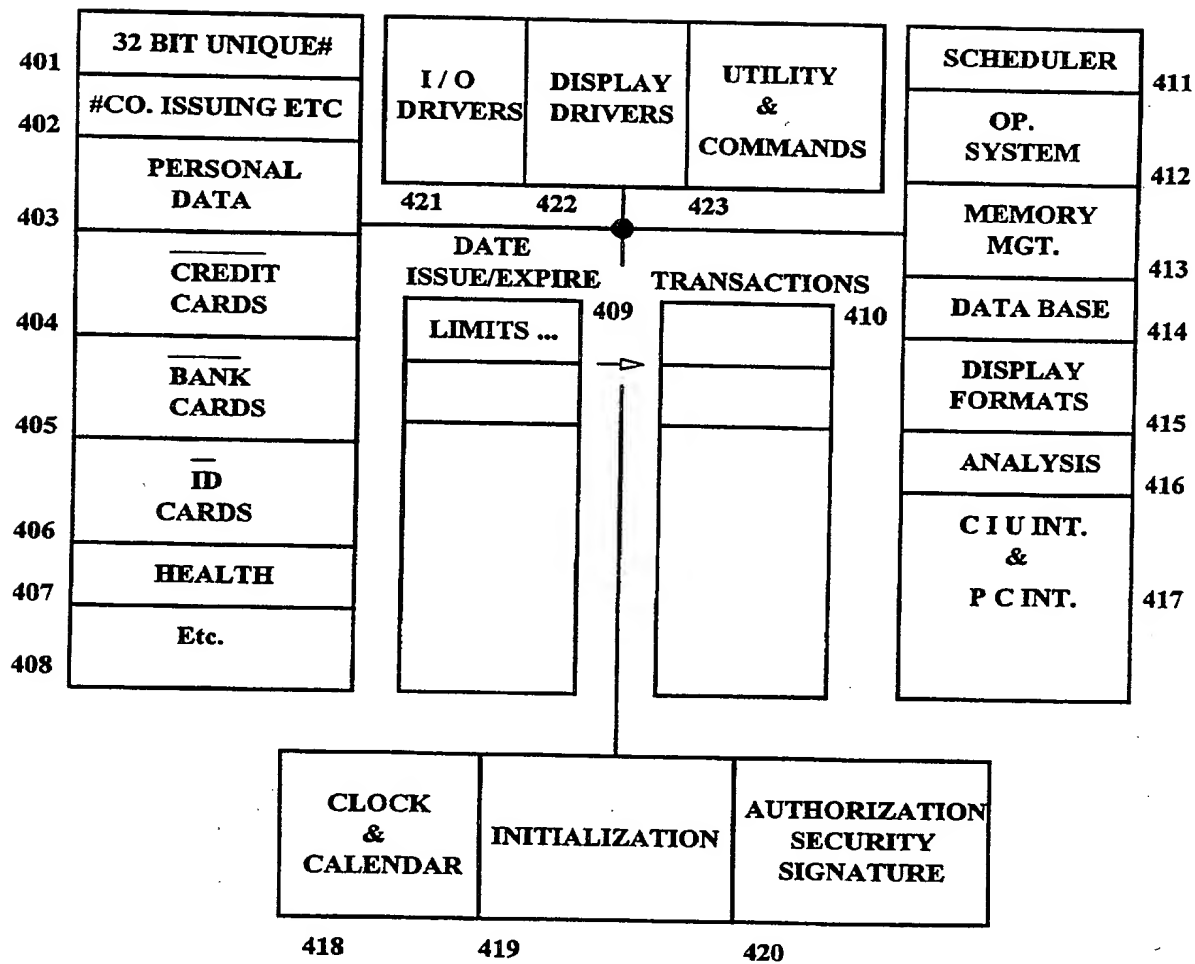 401
32 BIT UNIQUE#
402
#CO. ISSUING ETC
403
PERSONAL
DATA
404
CREDIT
CARDS
405
BANK
CARDS
406
ID
CARDS
407
HEALTH
408
Etc.
I / O
DRIVERS
DISPLAY
DRIVERS
UTILITY
&
COMMANDS
421
422
423
DATE
ISSUE/EXPIRE
409
LIMITS ...
TRANSACTIONS
410
SCHEDULER
411
OP.
SYSTEM
412
MEMORY
MGT.
413
DATA BASE
414
DISPLAY
FORMATS
415
ANALYSIS
416
C I U INT.
&
P C INT.
417
CLOCK
&
CALENDAR
INITIALIZATION
AUTHORIZATION
SECURITY
SIGNATURE
418
419
420